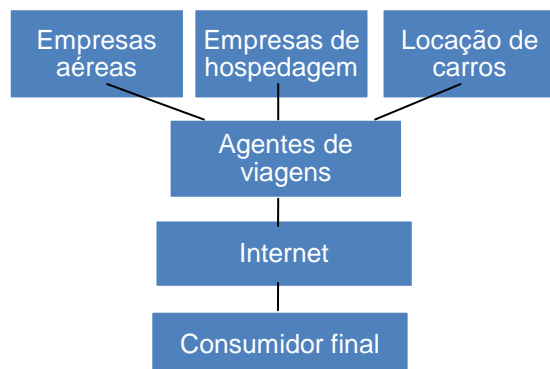 Empresas
aéreas
Empresas de
hospedagem
Locação de
carros
Agentes de
viagens
Internet
Consumidor final